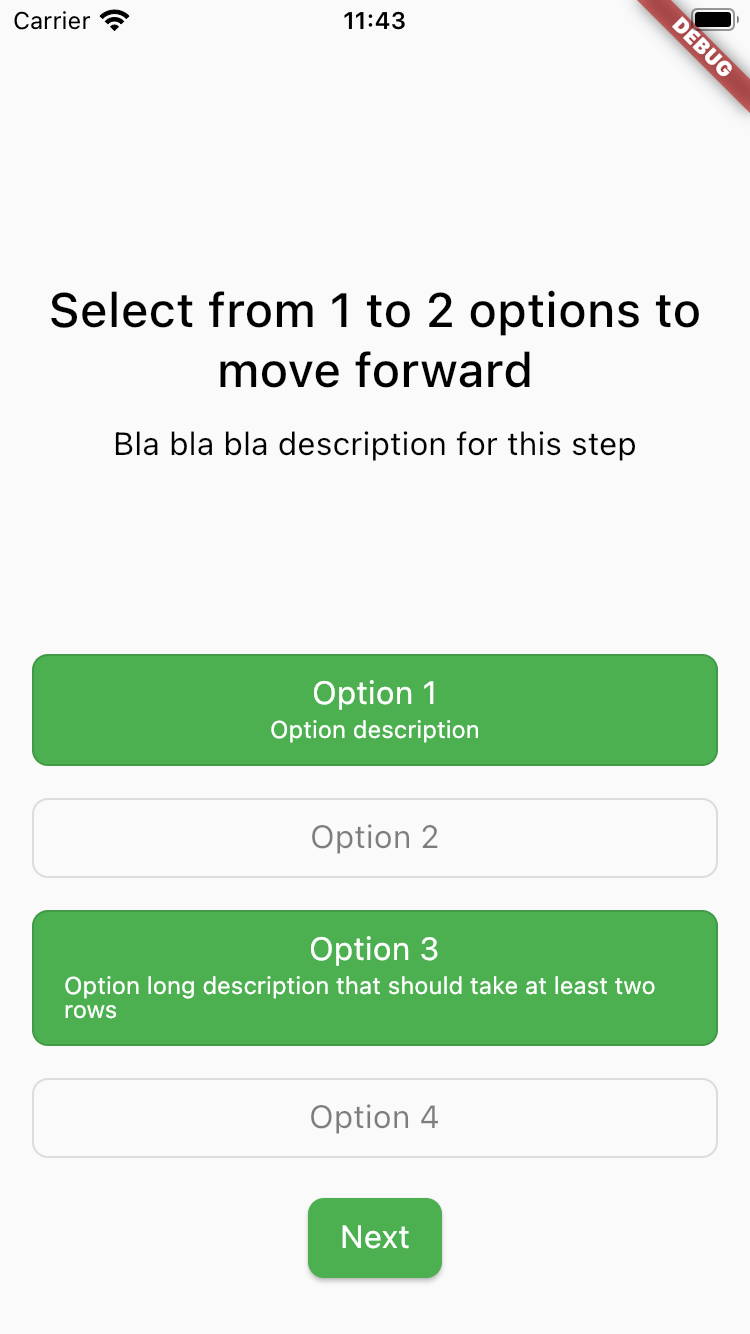 Carrier 11:43
DEBUG
Select from 1 to 2 options to
move forward
Bla bla bla description for this step
Option 1
Option description
Option 2
Option 3
Option long description that should take at least two
rows
Option 4
Next